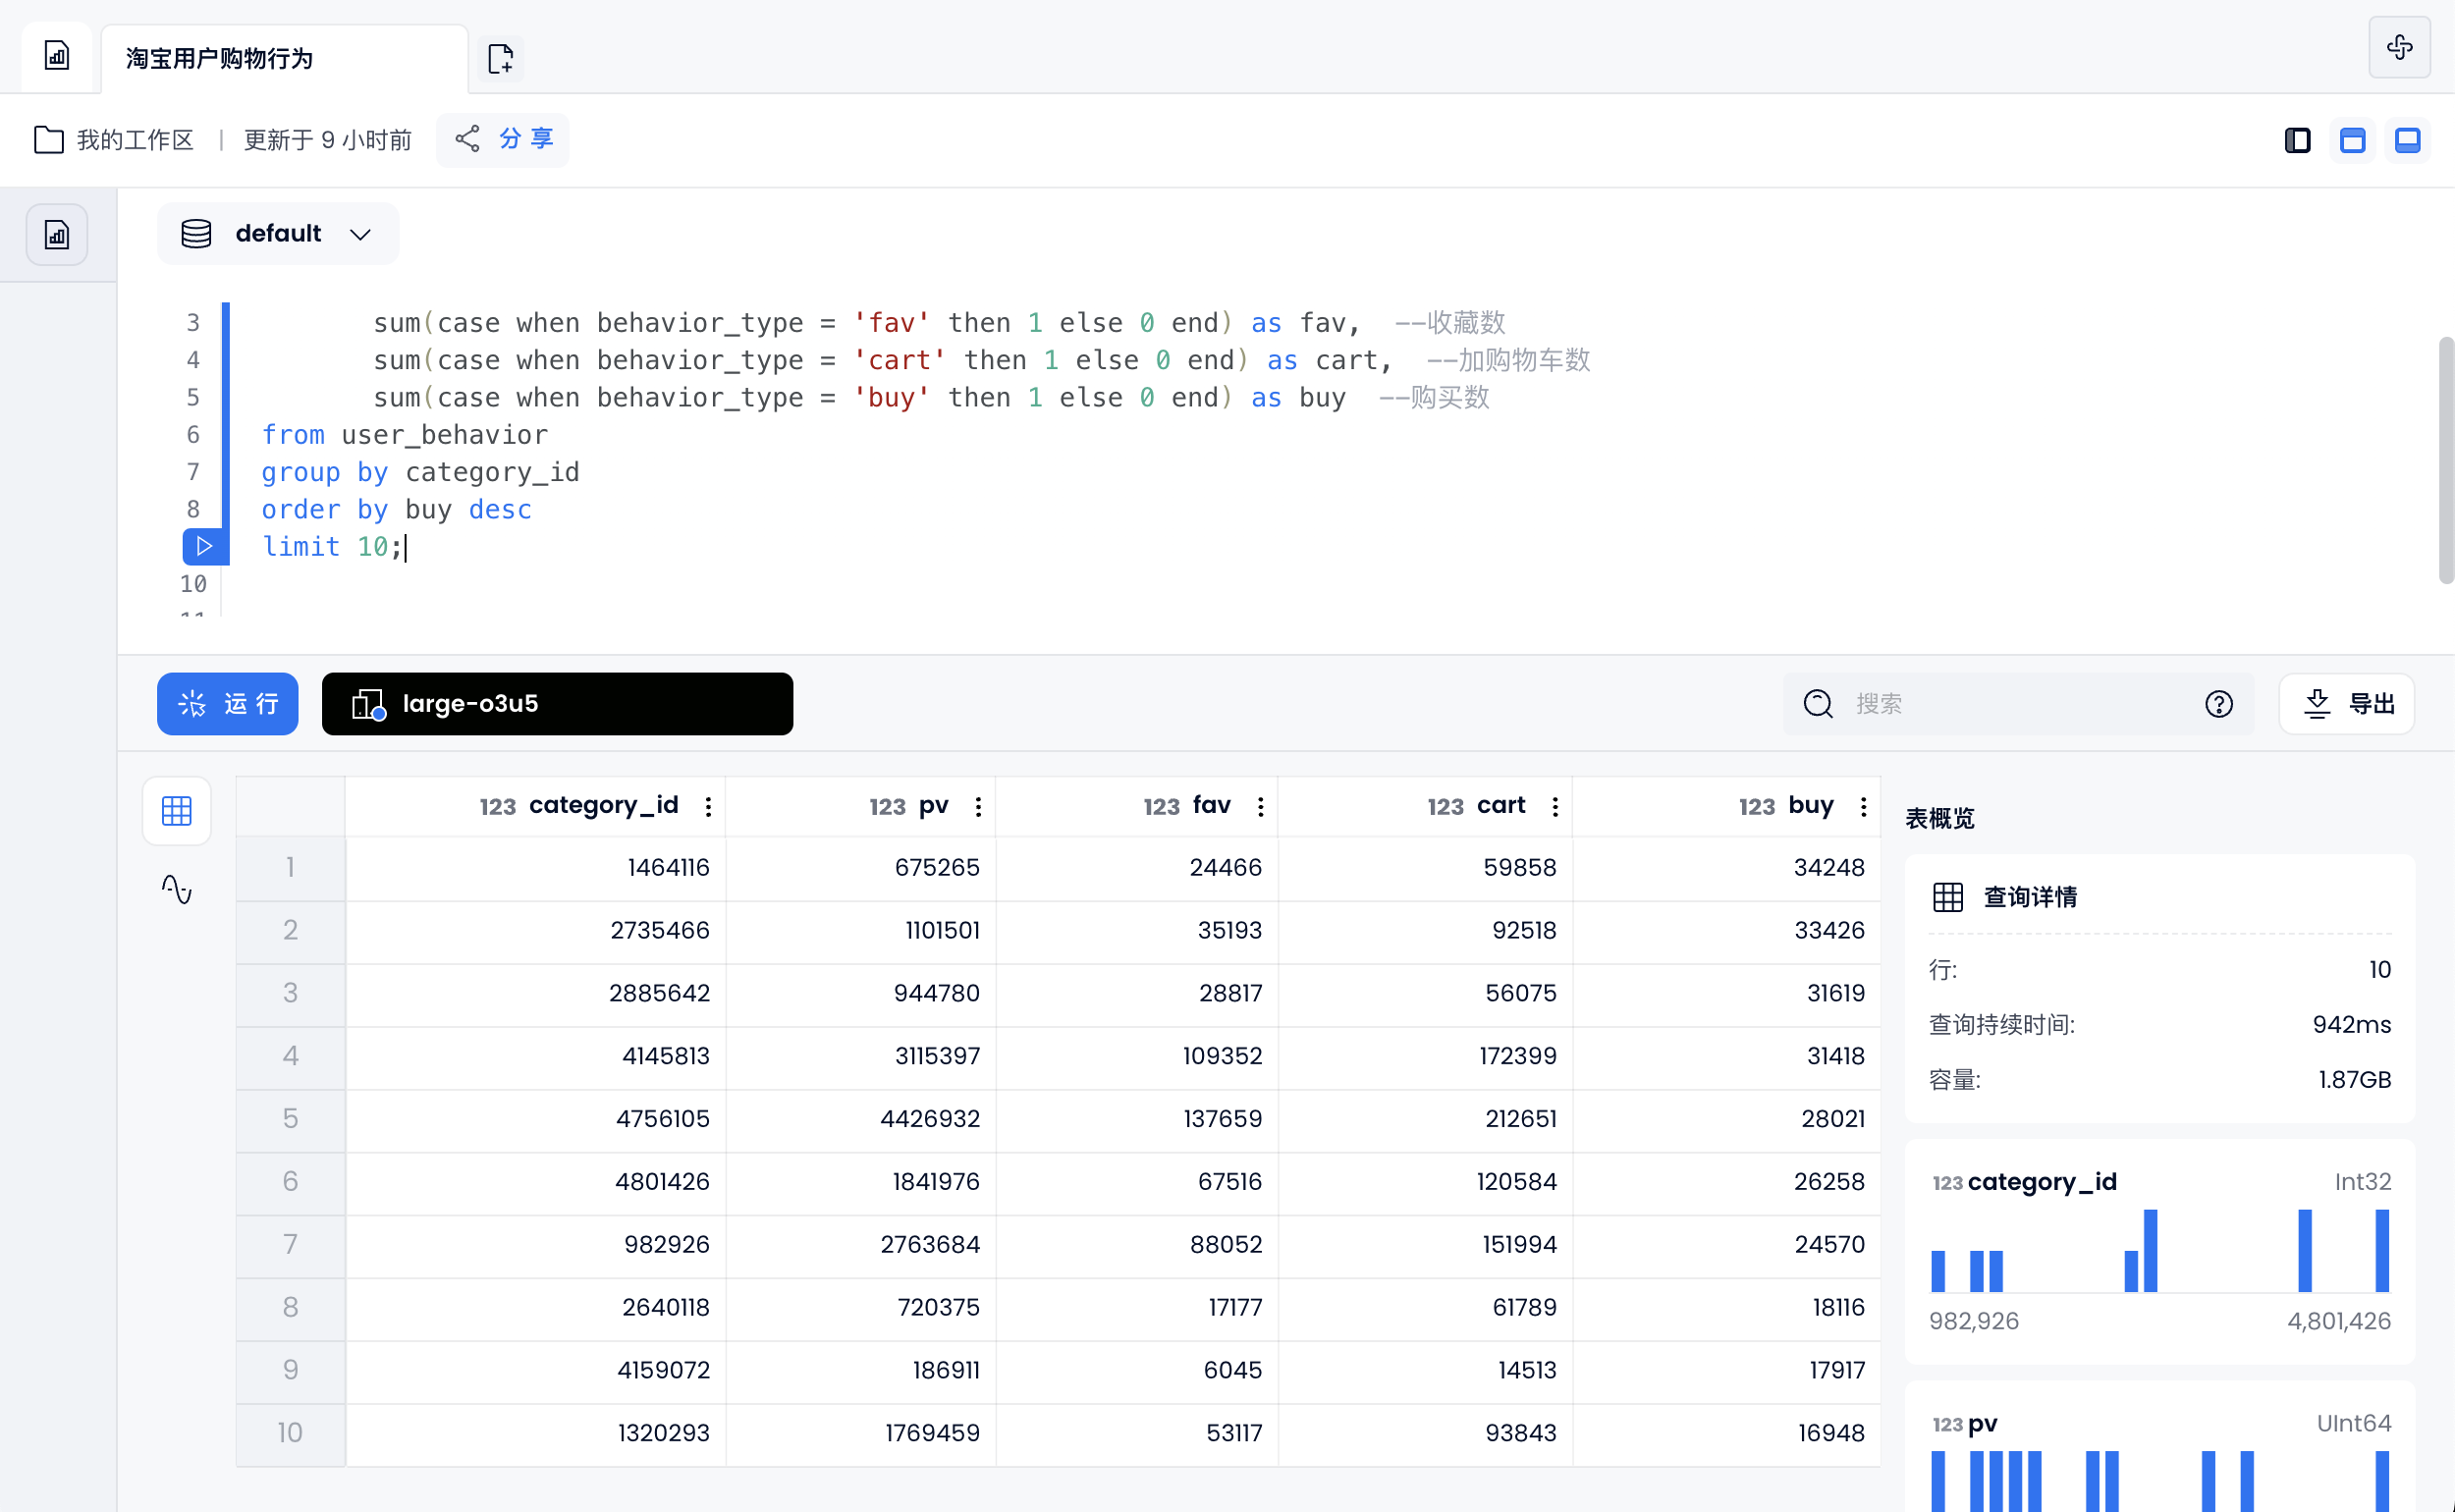 淘宝用户购物行为
我的工作区 | 更新于 9 小时前 分享
default
3 sum(case when behavior_type = 'fav' then 1 else 0 end) as fav, --收藏数
4 sum(case when behavior_type = 'cart' then 1 else 0 end) as cart, --加购物车数
5 sum(case when behavior_type = 'buy' then 1 else 0 end) as buy --购买数
6 from user_behavior
7 group by category_id
8 order by buy desc
limit 10;
10
11
运行 large-o3u5 搜索 导出
123 category_id 123 pv 123 fav 123 cart 123 buy
1 1464116 675265 24466 59858 34248
2 2735466 1101501 35193 92518 33426
3 2885642 944780 28817 56075 31619
4 4145813 3115397 109352 172399 31418
5 4756105 4426932 137659 212651 28021
6 4801426 1841976 67516 120584 26258
7 982926 2763684 88052 151994 24570
8 2640118 720375 17177 61789 18116
9 4159072 186911 6045 14513 17917
10 1320293 1769459 53117 93843 16948
表概览
查询详情
行: 10
查询持续时间: 942ms
容量: 1.87GB
123 category_id Int32
982,926 4,801,426
123 pv UInt64